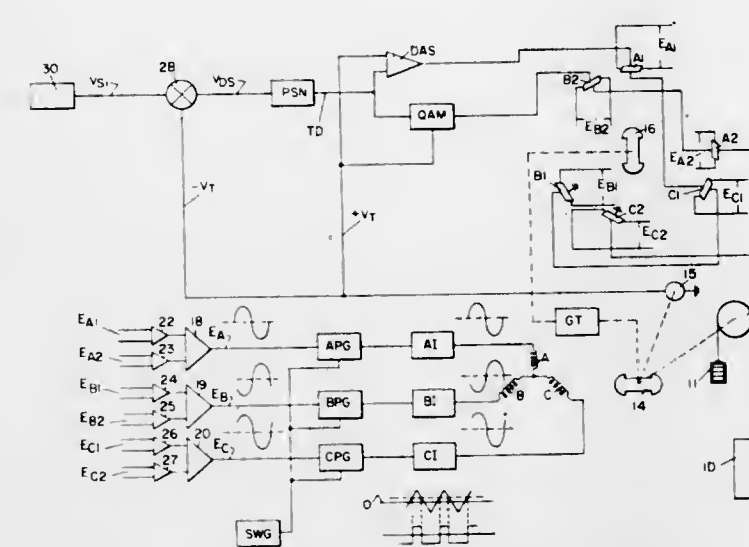 30
VS1
28
VDS
PSN
TD
DAS
QAM
A1
EA1
B2
EB2
16
A2
EA2
B1
EB1
C2
EC2
C1
EC1
-VT
+VT
15
GT
14
11
1D
EA1
22
18
EA
EA2
23
EB1
24
19
EB
EB2
25
EC1
26
20
EC
EC2
27
APG
AI
A
BPG
BI
B
C
CPG
CI
SWG
O